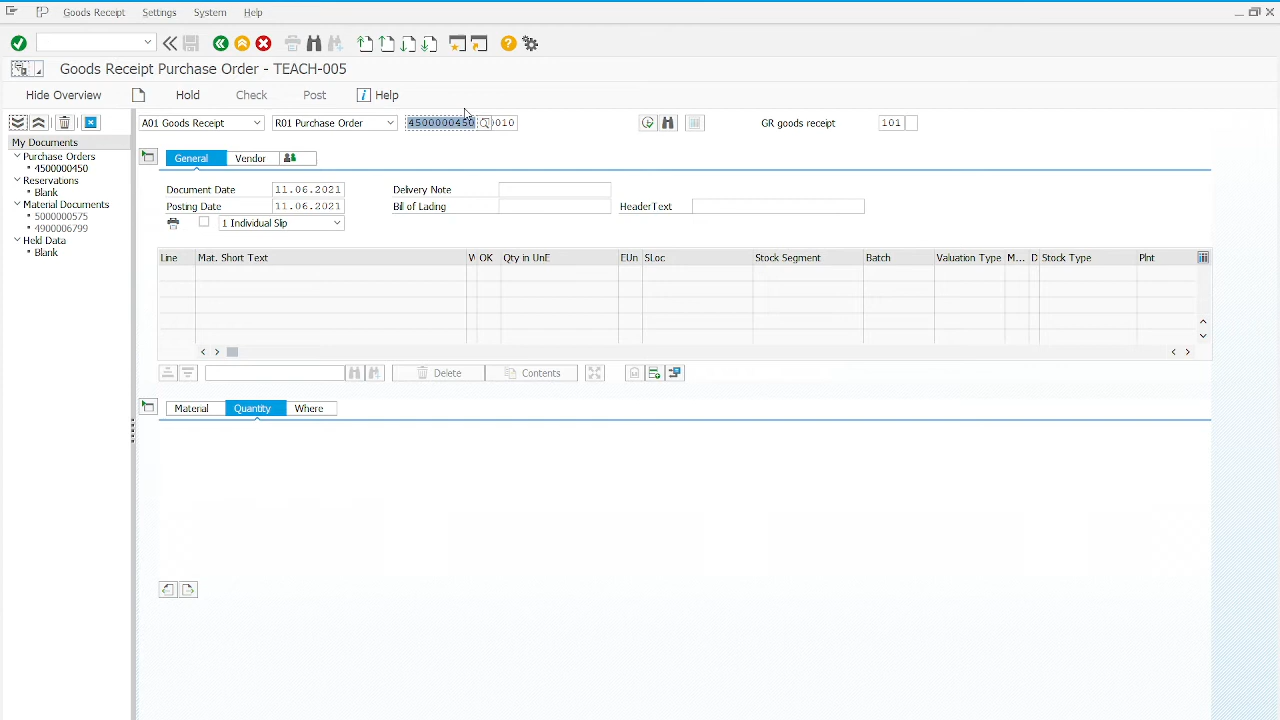 Goods Receipt Settings System Help
Goods Receipt Purchase Order - TEACH-005
Hide Overview Hold Check Post Help
A01 Goods Receipt R01 Purchase Order 4500000450 0010 GR goods receipt 101
My Documents
Purchase Orders
4500000450
Reservations
Blank
Material Documents
5000000575
4900006799
Held Data
Blank
General Vendor
Document Date 11.06.2021 Delivery Note
Posting Date 11.06.2021 Bill of Lading HeaderText
1 Individual Slip
Line Mat. Short Text OK Qty in UnE EUn SLoc Stock Segment Batch Valuation Type M... D Stock Type Plnt
Delete Contents
Material Quantity Where